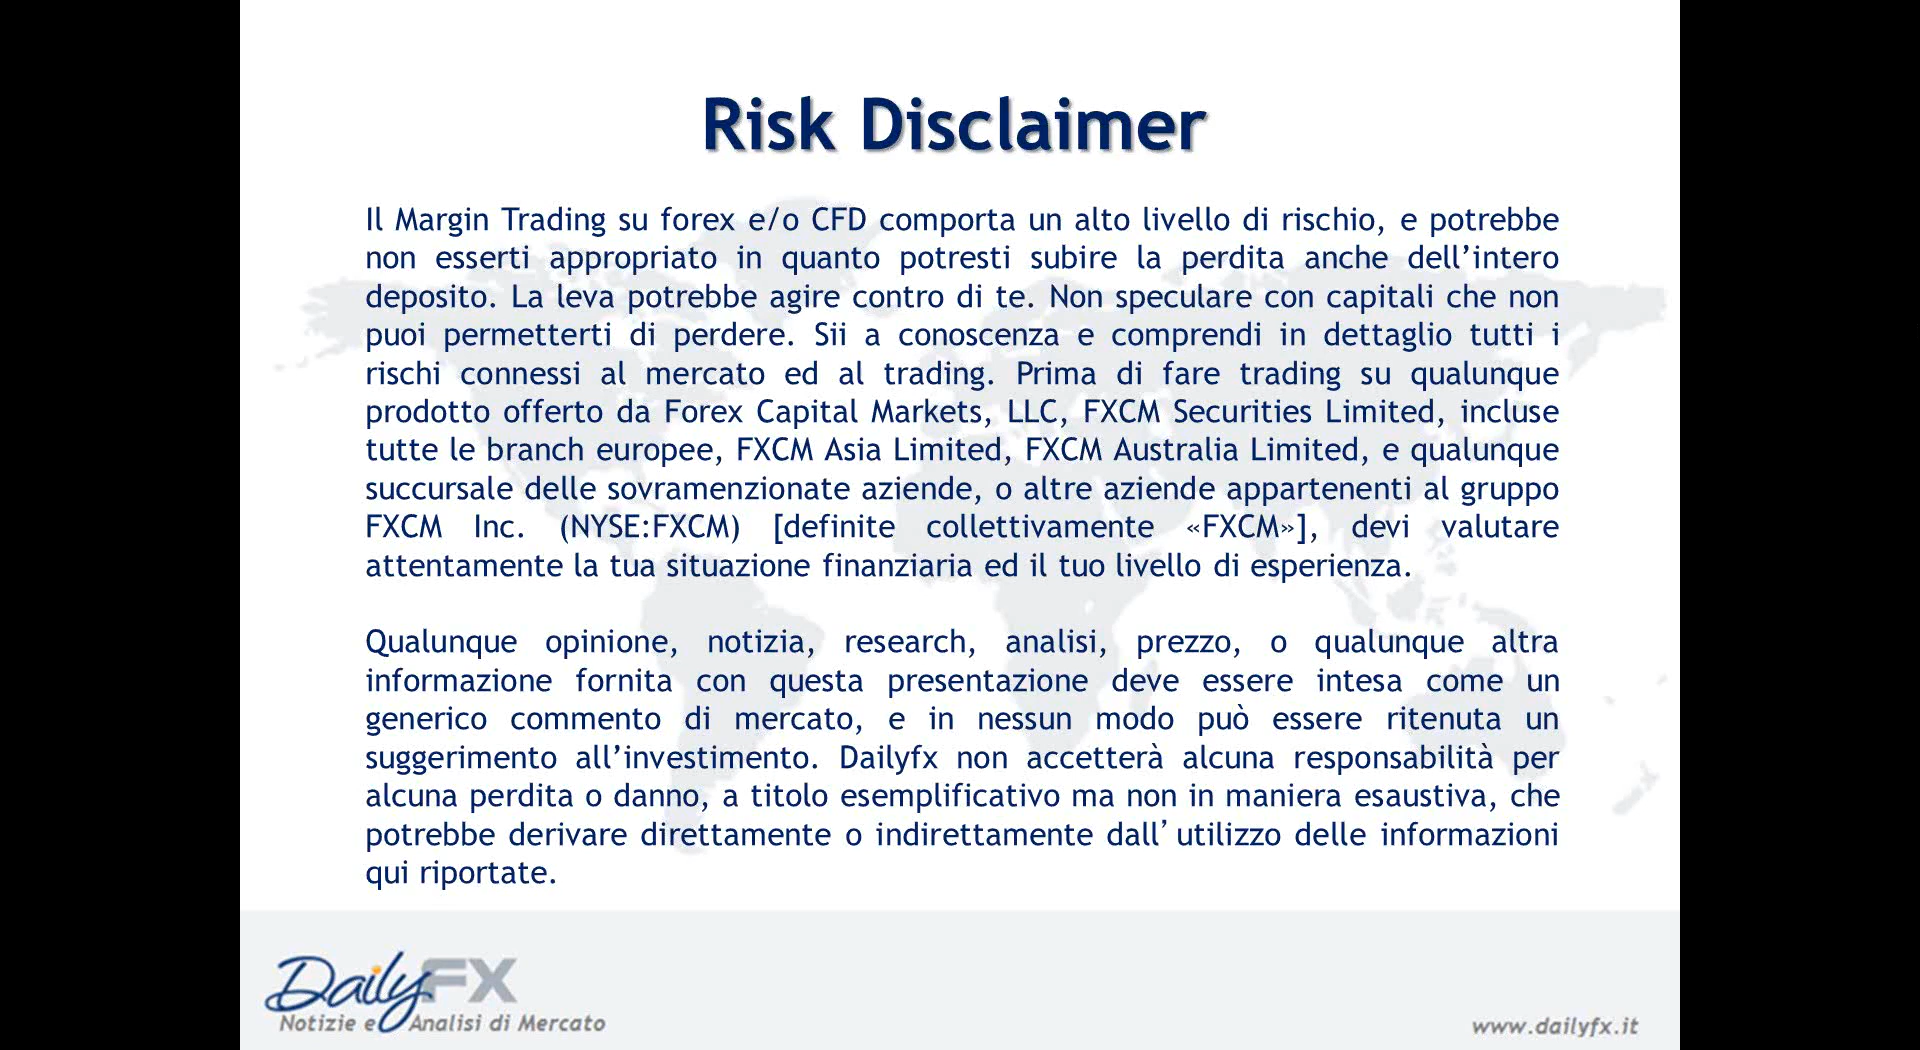 Risk Disclaimer
Il Margin Trading su forex e/o CFD comporta un alto livello di rischio, e potrebbe
non esserti appropriato in quanto potresti subire la perdita anche dell’intero
deposito. La leva potrebbe agire contro di te. Non speculare con capitali che non
puoi permetterti di perdere. Sii a conoscenza e comprendi in dettaglio tutti i
rischi connessi al mercato ed al trading. Prima di fare trading su qualunque
prodotto offerto da Forex Capital Markets, LLC, FXCM Securities Limited, incluse
tutte le branch europee, FXCM Asia Limited, FXCM Australia Limited, e qualunque
succursale delle sovramenzionate aziende, o altre aziende appartenenti al gruppo
FXCM Inc. (NYSE:FXCM) [definite collettivamente «FXCM»], devi valutare
attentamente la tua situazione finanziaria ed il tuo livello di esperienza.
Qualunque opinione, notizia, research, analisi, prezzo, o qualunque altra
informazione fornita con questa presentazione deve essere intesa come un
generico commento di mercato, e in nessun modo può essere ritenuta un
suggerimento all’investimento. Dailyfx non accetterà alcuna responsabilità per
alcuna perdita o danno, a titolo esemplificativo ma non in maniera esaustiva, che
potrebbe derivare direttamente o indirettamente dall’utilizzo delle informazioni
qui riportate.
DailyFX
Notizie e Analisi di Mercato
www.dailyfx.it